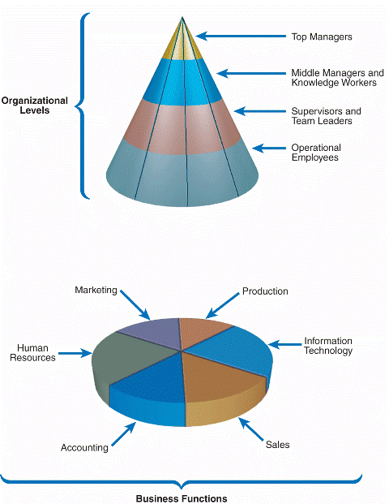 Top Managers
Organizational
Levels
Middle Managers and
Knowledge Workers
Supervisors and
Team Leaders
Operational
Employees
Marketing
Production
Human
Resources
Information
Technology
Accounting
Sales
Business Functions